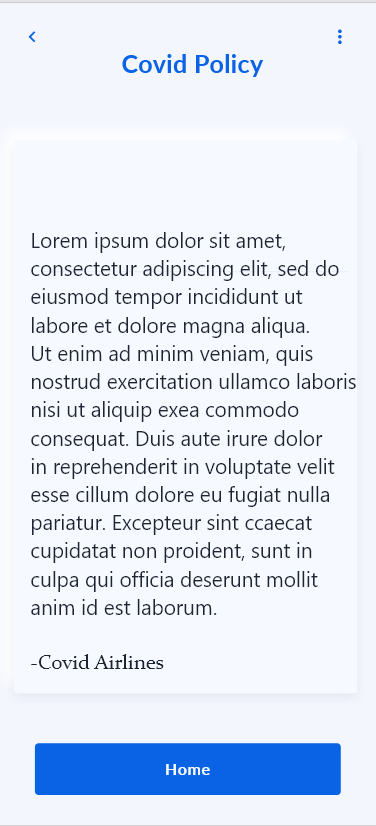 Covid Policy
Lorem ipsum dolor sit amet,
consectetur adipiscing elit, sed do
eiusmod tempor incididunt ut
labore et dolore magna aliqua.
Ut enim ad minim veniam, quis
nostrud exercitation ullamco laboris
nisi ut aliquip exea commodo
consequat. Duis aute irure dolor
in reprehenderit in voluptate velit
esse cillum dolore eu fugiat nulla
pariatur. Excepteur sint ccaecat
cupidatat non proident, sunt in
culpa qui officia deserunt mollit
anim id est laborum.
-Covid Airlines
Home